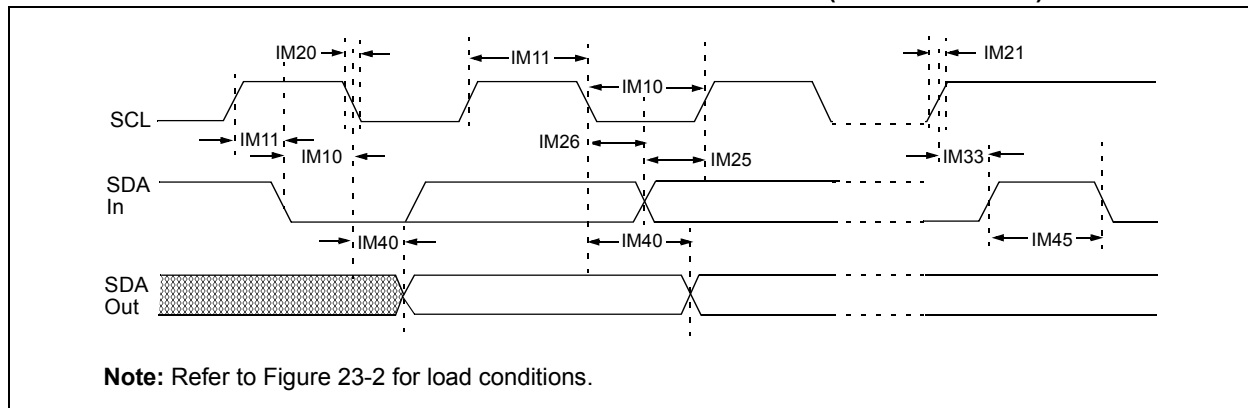 IM20
IM11
IM21
IM10
SCL
IM11
IM10
IM26
IM25
IM33
SDA
In
IM40
IM40
IM45
SDA
Out
Note: Refer to Figure 23-2 for load conditions.